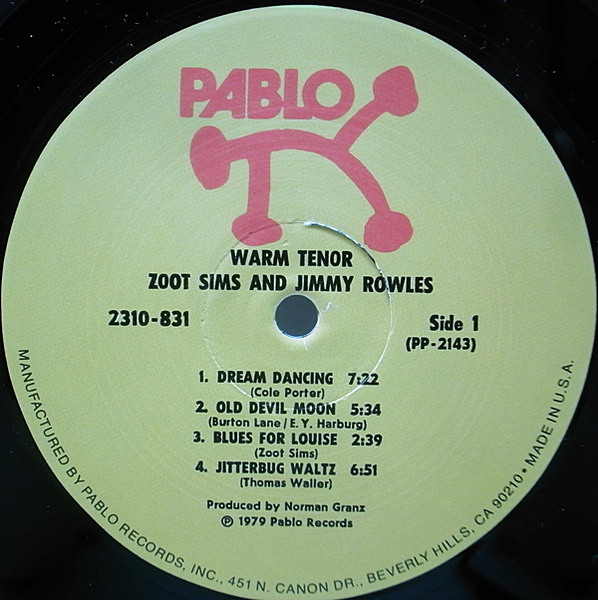 PABLO
WARM TENOR
ZOOT SIMS AND JIMMY ROWLES
2310-831
Side 1
(PP-2143)
1. DREAM DANCING 7:22
(Cole Porter)
2. OLD DEVIL MOON 5:34
(Burton Lane/E.Y. Harburg)
3. BLUES FOR LOUISE 2:39
(Zoot Sims)
4. JITTERBUG WALTZ 6:51
(Thomas Waller)
Produced by Norman Granz
℗ 1979 Pablo Records
MANUFACTURED BY PABLO RECORDS, INC., 451 N. CANON DR., BEVERLY HILLS, CA 90210 • MADE IN U.S.A.